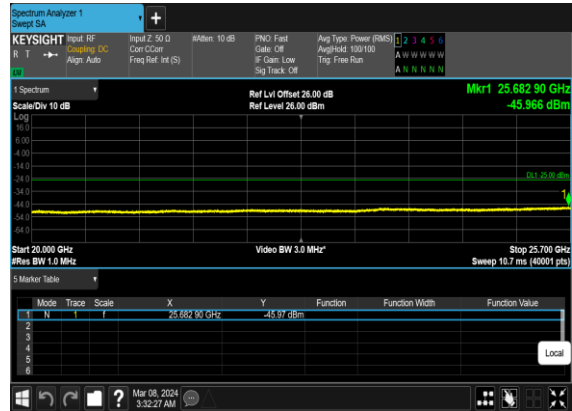 Spectrum Analyzer 1
Swept SA
+
KEYSIGHT Input: RF Input Z: 50 Ω #Atten: 10 dB PNO: Fast Avg Type: Power (RMS) 1 2 3 4 5 6
R T Coupling: DC Corr CCorr Gate: Off Avg|Hold: 100/100 A W W W W W
Align: Auto Freq Ref: Int (S) IF Gain: Low Trig: Free Run
Sig Track: Off A N N N N N
1 Spectrum Ref Lvl Offset 26.00 dB Mkr1 25.682 90 GHz
Scale/Div 10 dB Ref Level 26.00 dBm -45.966 dBm
Log
16.0
6.00
-4.00
-14.0
-24.0 DL1 -25.00 dBm
-34.0 1
-44.0
-54.0
-64.0
Start 20.000 GHz Video BW 3.0 MHz* Stop 25.700 GHz
#Res BW 1.0 MHz Sweep 10.7 ms (40001 pts)
5 Marker Table
Mode Trace Scale X Y Function Function Width Function Value
1 N 1 f 25.682 90 GHz -45.97 dBm
2
3
4
5
6
Local
? Mar 08, 2024
3:32:27 AM